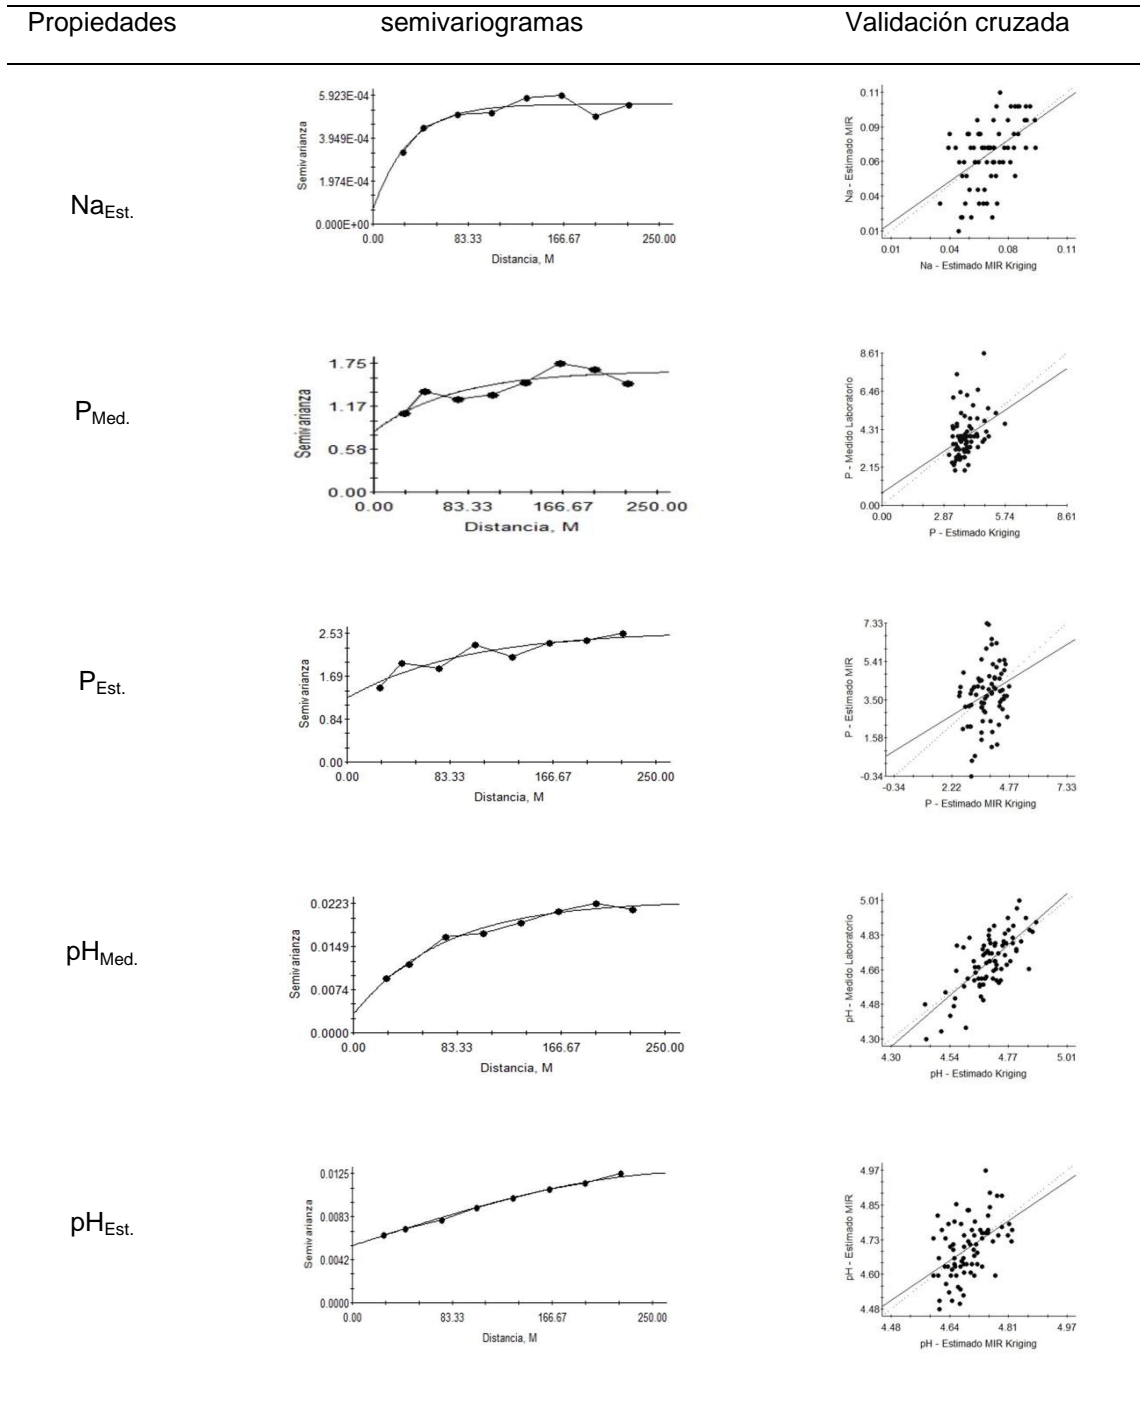 Propiedades semivariogramas Validación cruzada
Na Est.
5.923E-04
3.949E-04
1.974E-04
0.000E+00
Semivarianza
0.00 83.33 166.67 250.00
Distancia, M
0.11
0.09
0.06
0.04
0.01
Na - Estimado MIR
0.01 0.04 0.08 0.11
Na - Estimado MIR Kriging
P Med.
1.75
1.17
0.58
0.00
Semivarianza
0.00 83.33 166.67 250.00
Distancia, M
8.61
6.46
4.31
2.15
0.00
P - Medido Laboratorio
0.00 2.87 5.74 8.61
P - Estimado Kriging
P Est.
2.53
1.69
0.84
0.00
Semivarianza
0.00 83.33 166.67 250.00
Distancia, M
7.33
5.41
3.50
1.58
-0.34
P - Estimado MIR
-0.34 2.22 4.77 7.33
P - Estimado MIR Kriging
pH Med.
0.0223
0.0149
0.0074
0.0000
Semivarianza
0.00 83.33 166.67 250.00
Distancia, M
5.01
4.83
4.66
4.48
4.30
pH - Medido Laboratorio
4.30 4.54 4.77 5.01
pH - Estimado Kriging
pH Est.
0.0125
0.0083
0.0042
0.0000
Semivarianza
0.00 83.33 166.67 250.00
Distancia, M
4.97
4.85
4.73
4.60
4.48
pH - Estimado MIR
4.48 4.64 4.81 4.97
pH - Estimado MIR Kriging